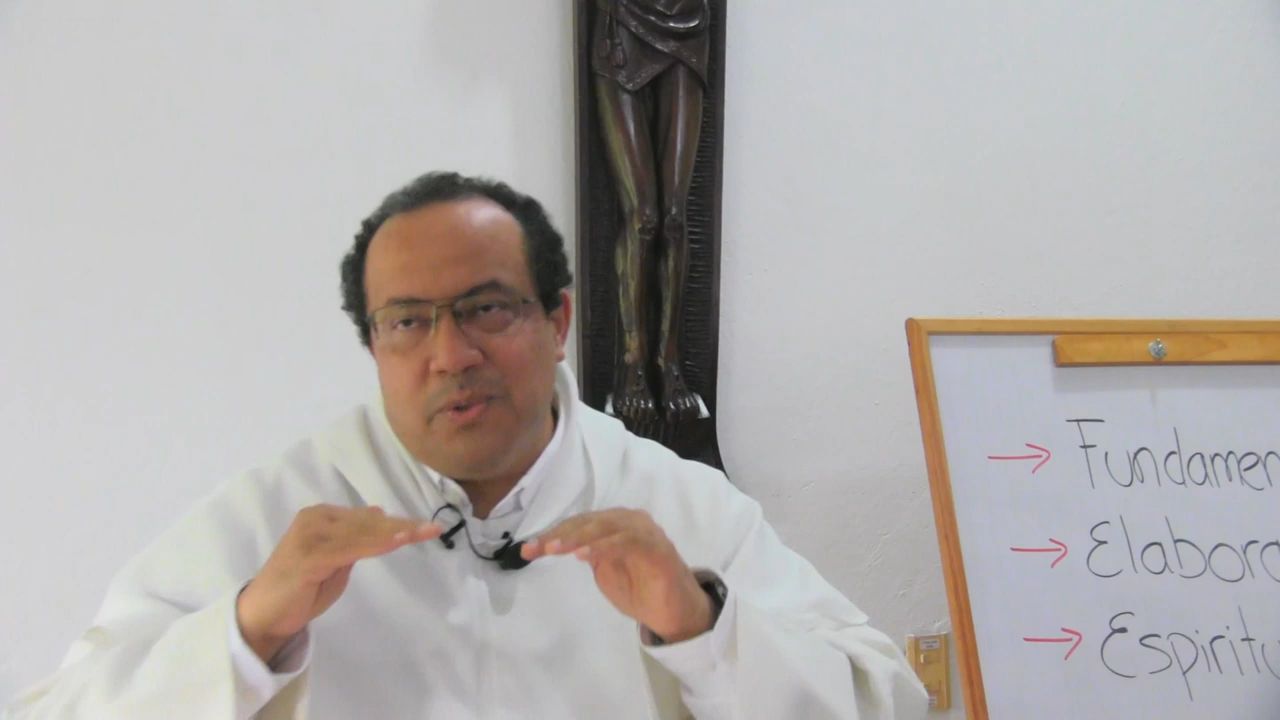 → Fundamen
→ Elabora
→ Espiritu